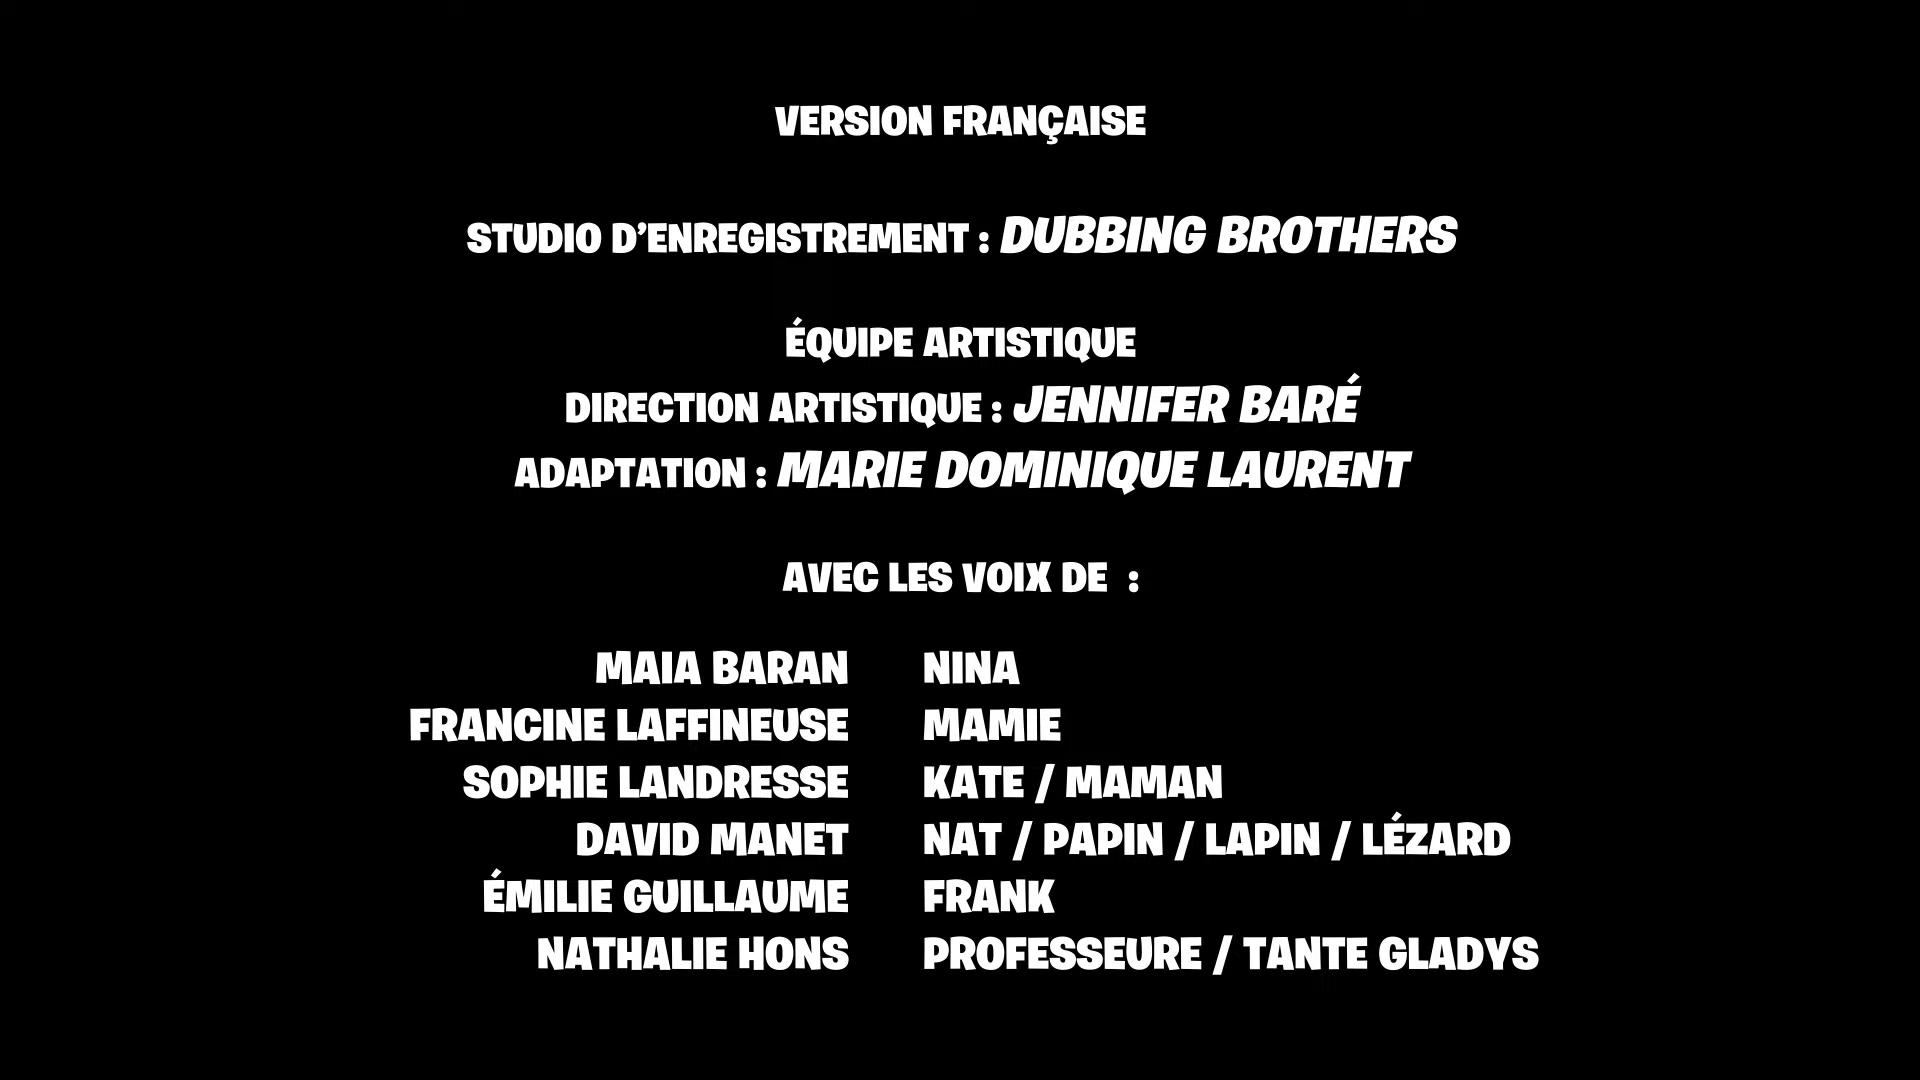 VERSION FRANÇAISE
STUDIO D'ENREGISTREMENT : DUBBING BROTHERS
ÉQUIPE ARTISTIQUE
DIRECTION ARTISTIQUE : JENNIFER BARÉ
ADAPTATION : MARIE DOMINIQUE LAURENT
AVEC LES VOIX DE :
MAIA BARAN NINA
FRANCINE LAFFINEUSE MAMIE
SOPHIE LANDRESSE KATE / MAMAN
DAVID MANET NAT / PAPIN / LAPIN / LÉZARD
ÉMILIE GUILLAUME FRANK
NATHALIE HONS PROFESSEURE / TANTE GLADYS